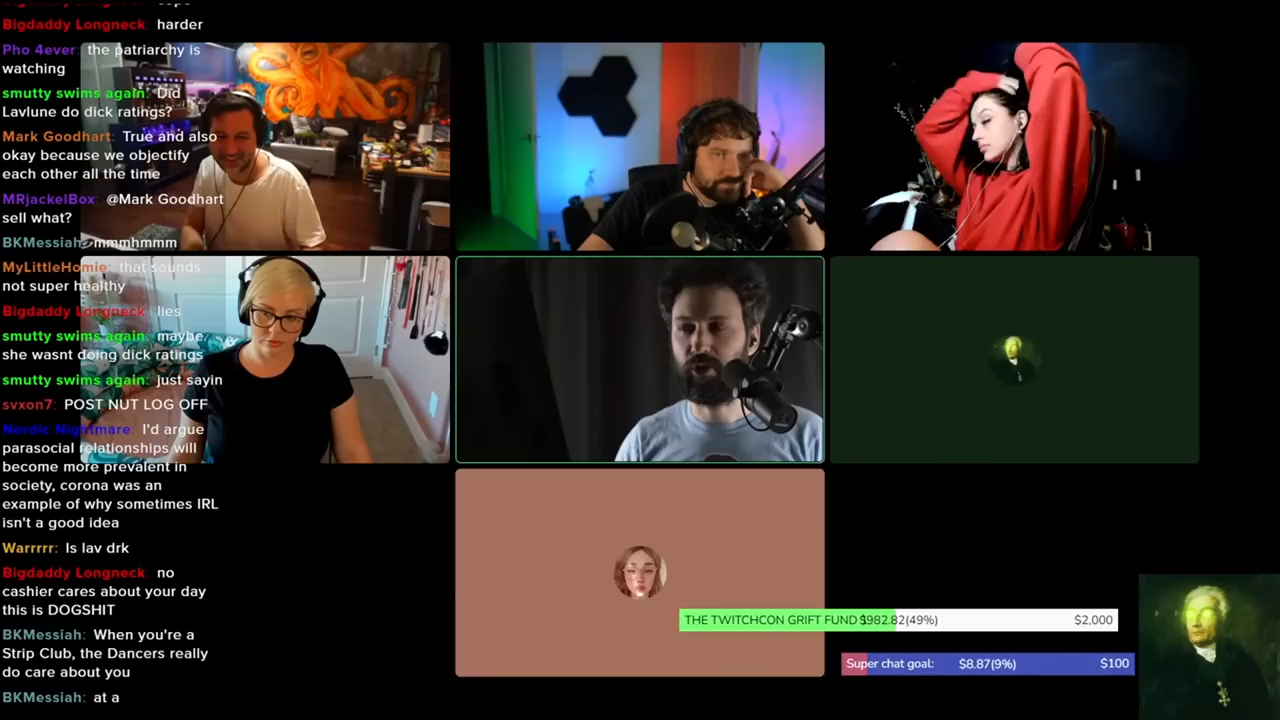 Bigdaddy Longneck: cope
Bigdaddy Longneck: harder
Pho 4ever: the patriarchy is
watching
smutty swims again: Did
Lavlune do dick ratings?
Mark Goodhart: True and also
okay because we objectify
each other all the time
MRjackelBox: @Mark Goodhart
sell what?
BKMessiah: mmmhmmm
MyLittleHomie: that sounds
not super healthy
Bigdaddy Longneck: lies
smutty swims again: maybe
she wasnt doing dick ratings
smutty swims again: just sayin
svxon7: POST NUT LOG OFF
Nordic Nightmare: I'd argue
parasocial relationships will
become more prevalent in
society, corona was an
example of why sometimes IRL
isn't a good idea
Warrrrr: Is lav drk
Bigdaddy Longneck: no
cashier cares about your day
this is DOGSHIT
BKMessiah: When you're a
Strip Club, the Dancers really
do care about you
BKMessiah: at a
THE TWITCHCON GRIFT FUND $982.82(49%) $2,000
Super chat goal: $8.87(9%) $100